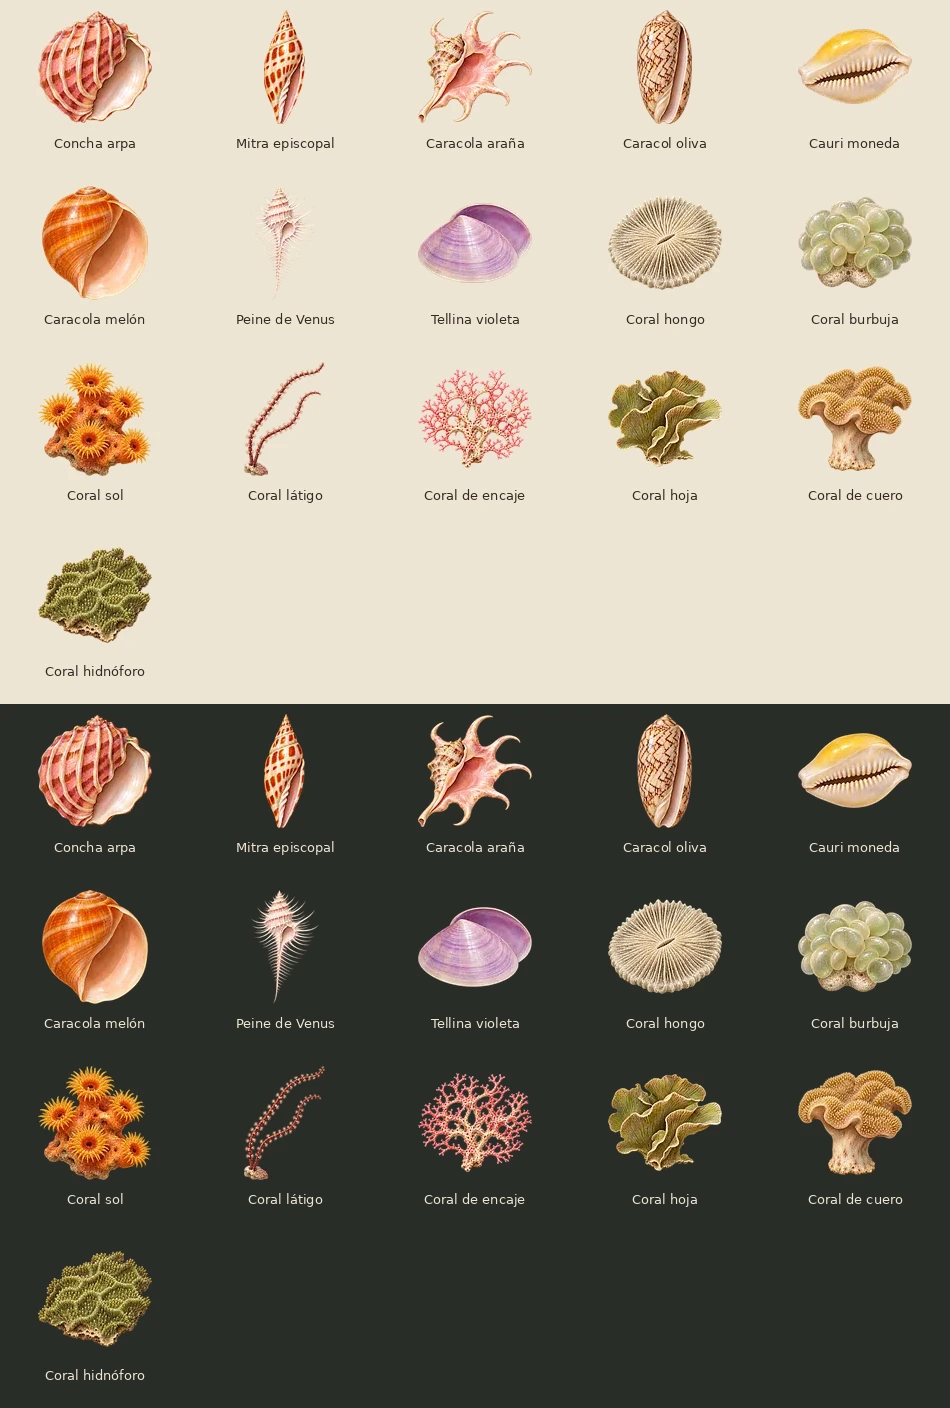 Concha arpa
Mitra episcopal
Caracola araña
Caracol oliva
Cauri moneda
Caracola melón
Peine de Venus
Tellina violeta
Coral hongo
Coral burbuja
Coral sol
Coral látigo
Coral de encaje
Coral hoja
Coral de cuero
Coral hidnóforo
Concha arpa
Mitra episcopal
Caracola araña
Caracol oliva
Cauri moneda
Caracola melón
Peine de Venus
Tellina violeta
Coral hongo
Coral burbuja
Coral sol
Coral látigo
Coral de encaje
Coral hoja
Coral de cuero
Coral hidnóforo